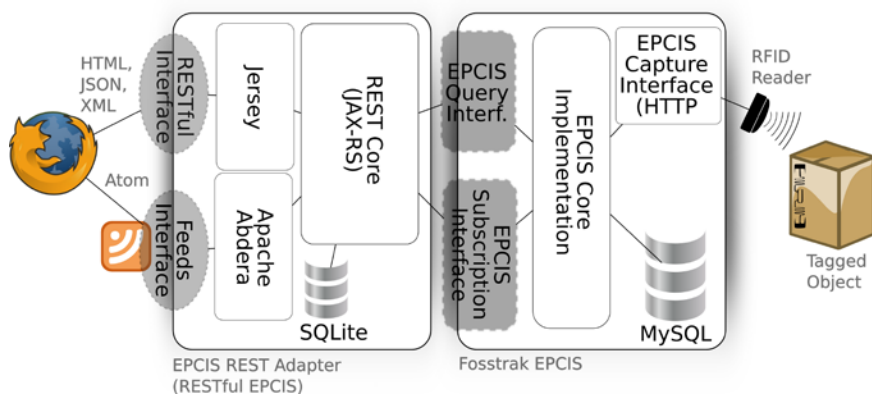 HTML,
JSON,
XML
Atom
RESTful
Interface
Feeds
Interface
Jersey
Apache
Abdera
REST Core
(JAX-RS)
SQLite
EPCIS REST Adapter
(RESTful EPCIS)
EPCIS
Query
Interf.
EPCIS
Subscription
Interface
EPCIS Core
Implementation
EPCIS
Capture
Interface
(HTTP
MySQL
Fosstrak EPCIS
RFID
Reader
Tagged
Object